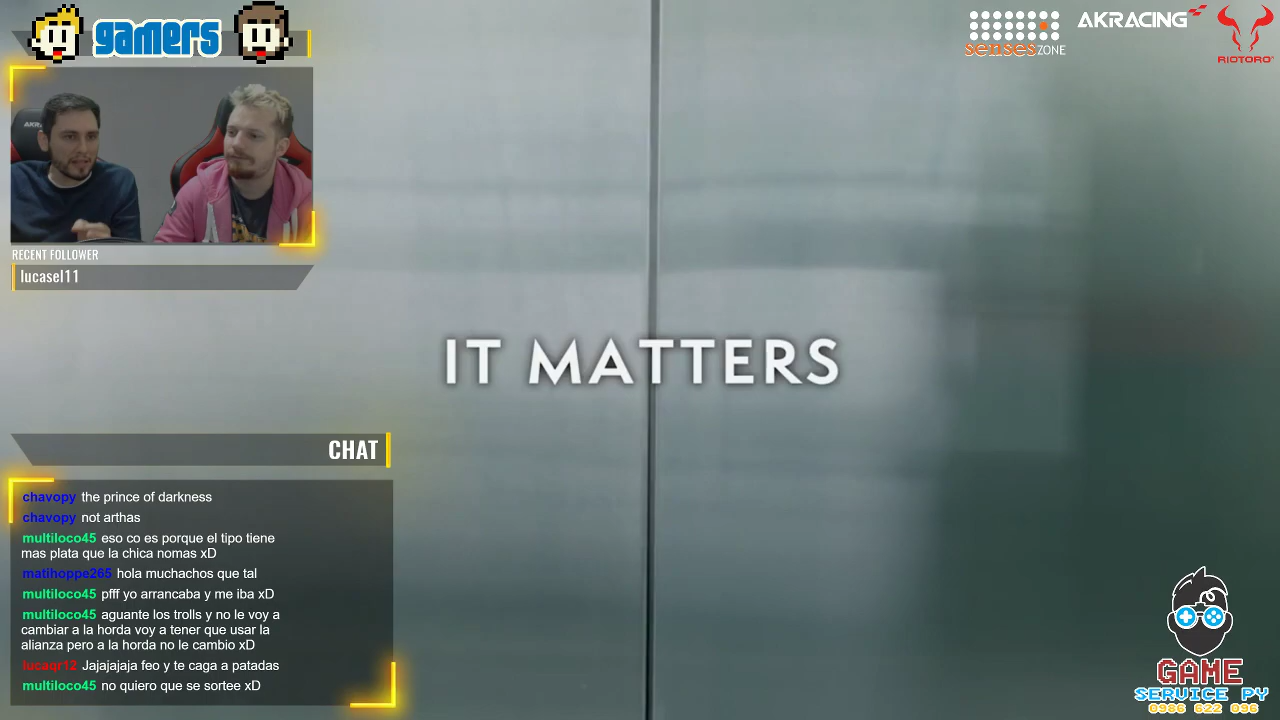 gamers
sensesZONE
AKRACING
RIOTORO
RECENT FOLLOWER
lucasel11
IT MATTERS
CHAT
chavopy the prince of darkness
chavopy not arthas
multiloco45 eso co es porque el tipo tiene
mas plata que la chica nomas xD
matihoppe265 hola muchachos que tal
multiloco45 pfff yo arrancaba y me iba xD
multiloco45 aguante los trolls y no le voy a
cambiar a la horda voy a tener que usar la
alianza pero a la horda no le cambio xD
lucaqr12 Jajajajaja feo y te caga a patadas
multiloco45 no quiero que se sortee xD
GAME
SERVICE PY
0986 622 096